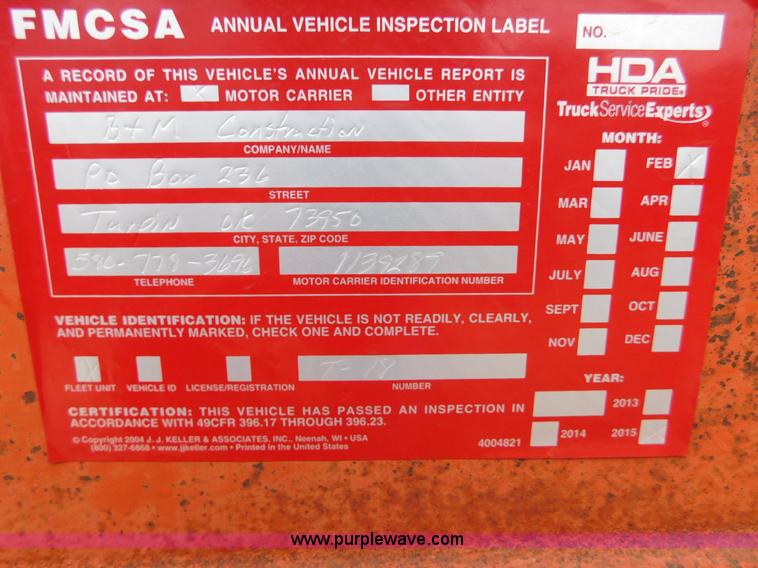 FMCSA ANNUAL VEHICLE INSPECTION LABEL NO.
A RECORD OF THIS VEHICLE'S ANNUAL VEHICLE REPORT IS
MAINTAINED AT: X MOTOR CARRIER OTHER ENTITY
B+M Construction
COMPANY/NAME
PO Box 236
STREET
Turpin OK 73950
CITY, STATE, ZIP CODE
580-778-3696 1139289
TELEPHONE MOTOR CARRIER IDENTIFICATION NUMBER
HDA
TRUCK PRIDE®
TruckServiceExperts
MONTH:
JAN FEB X
MAR APR
MAY JUNE
JULY AUG
SEPT OCT
NOV DEC
VEHICLE IDENTIFICATION: IF THE VEHICLE IS NOT READILY, CLEARLY,
AND PERMANENTLY MARKED, CHECK ONE AND COMPLETE.
X T-19
FLEET UNIT VEHICLE ID LICENSE/REGISTRATION NUMBER
YEAR:
2013
2014 2015
CERTIFICATION: THIS VEHICLE HAS PASSED AN INSPECTION IN
ACCORDANCE WITH 49CFR 396.17 THROUGH 396.23.
© Copyright 2004 J. J. KELLER & ASSOCIATES, INC., Neenah, WI • USA
(800) 327-6868 • www.jjkeller.com • Printed in the United States
4004821
www.purplewave.com